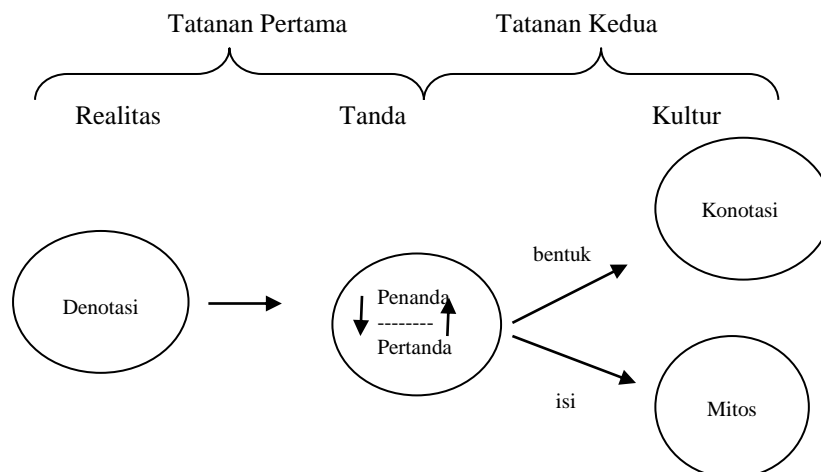 Tatanan Pertama Tatanan Kedua
Realitas Tanda Kultur
Konotasi
bentuk
Denotasi
Penanda
--------
Pertanda
isi
Mitos